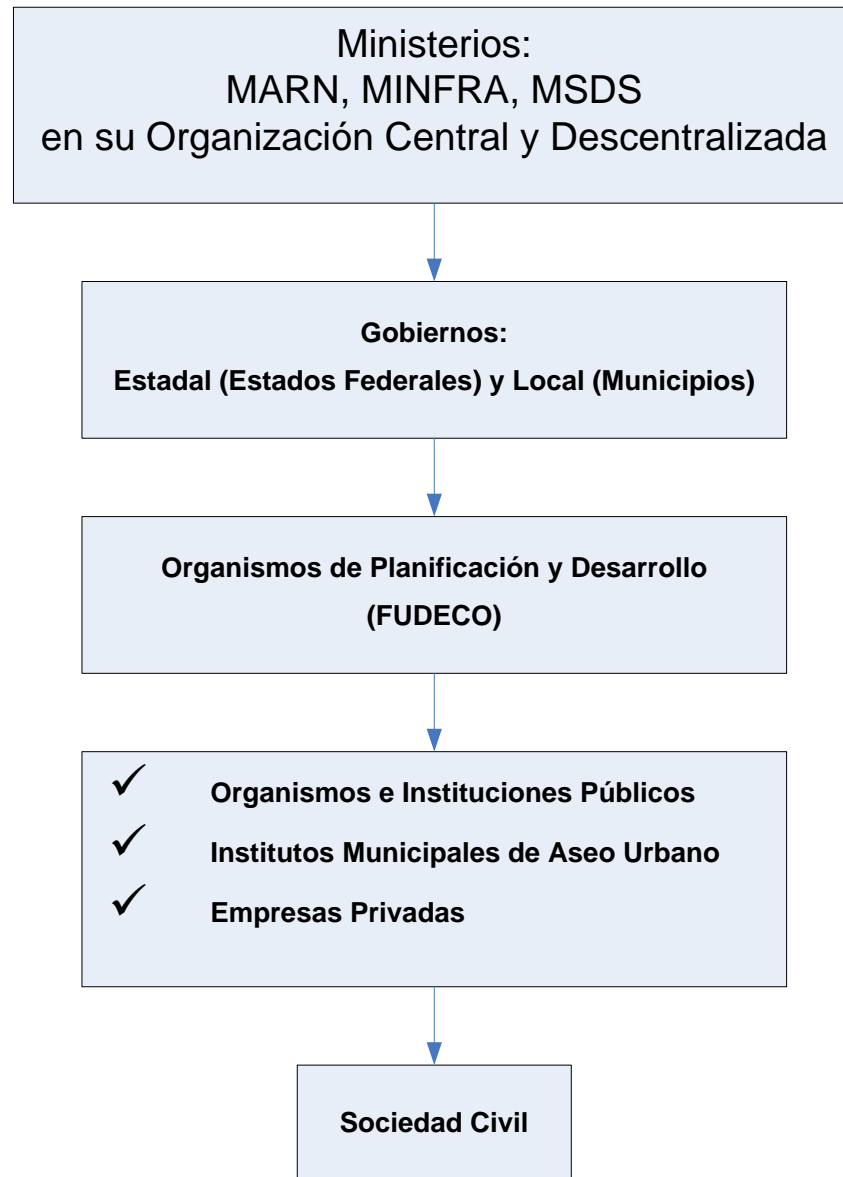 Ministerios:
MARN, MINFRA, MSDS
en su Organización Central y Descentralizada
Gobiernos:
Estadal (Estados Federales) y Local (Municipios)
Organismos de Planificación y Desarrollo
(FUDECO)
✓ Organismos e Instituciones Públicos
✓ Institutos Municipales de Aseo Urbano
✓ Empresas Privadas
Sociedad Civil